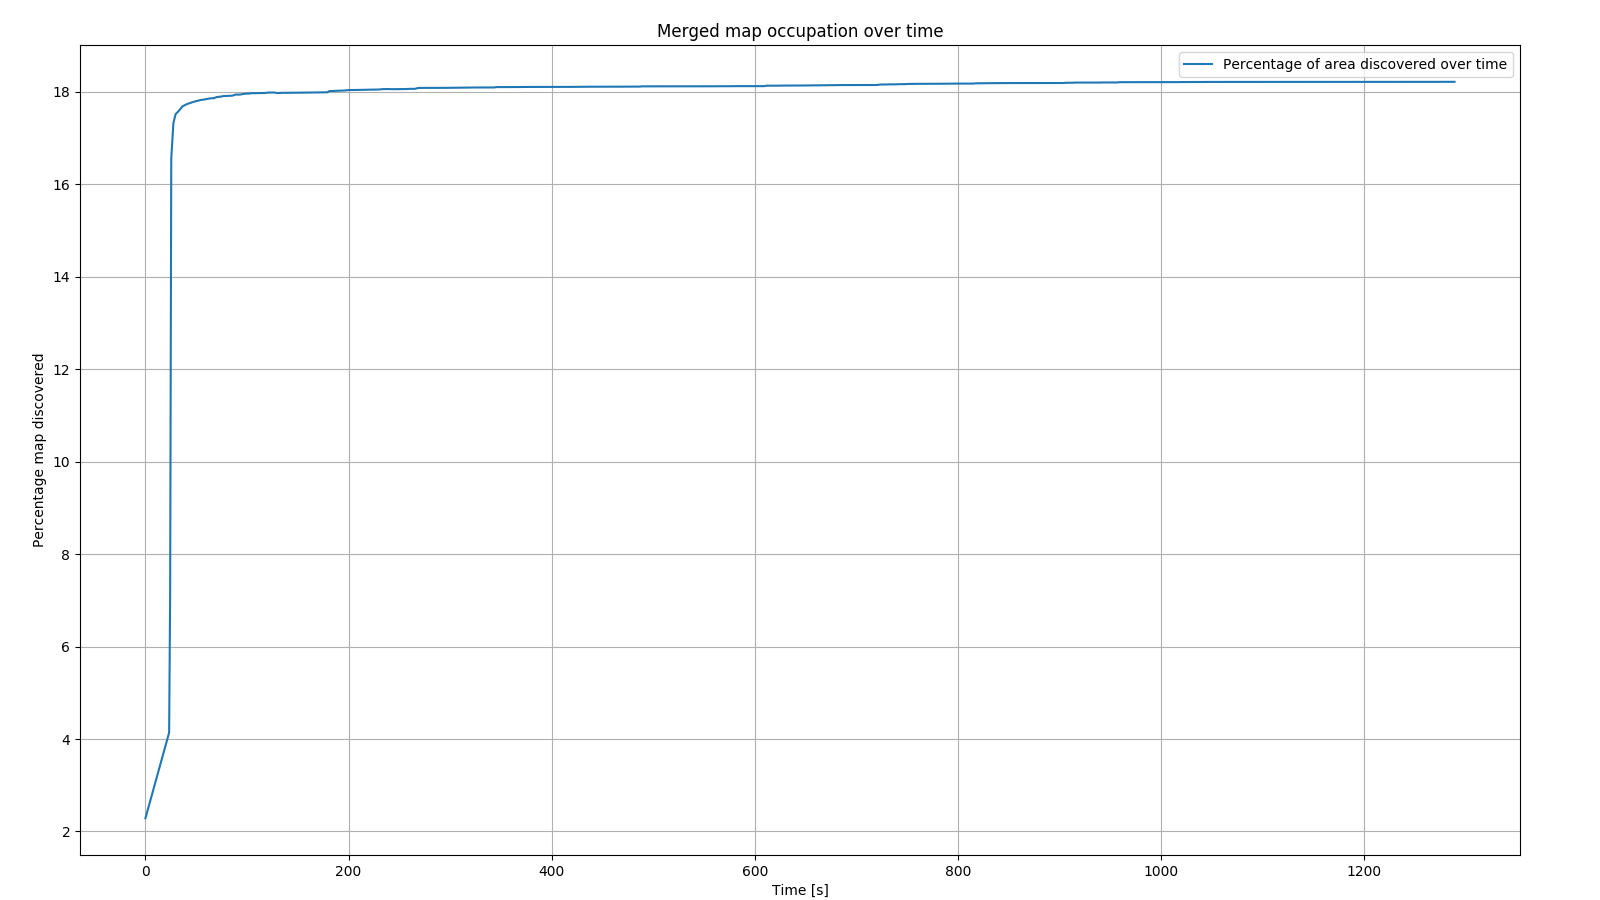 Merged map occupation over time
Percentage of area discovered over time
18
16
14
12
10
8
6
4
2
Percentage map discovered
0 200 400 600 800 1000 1200
Time [s]